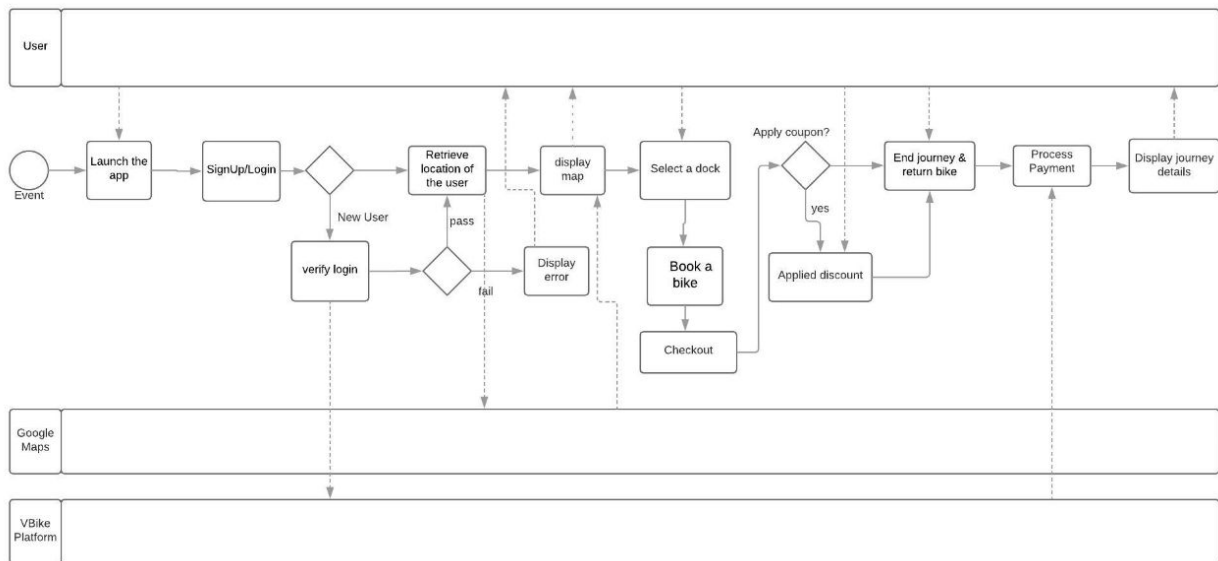 User
Apply coupon?
Launch the
app
SignUp/Login
Retrieve
location of
the user
display
map
Select a dock
End journey &
return bike
Process
Payment
Display journey
details
Event
New User
pass
yes
verify login
fail
Display
error
Book a
bike
Applied discount
Checkout
Google
Maps
VBike
Platform